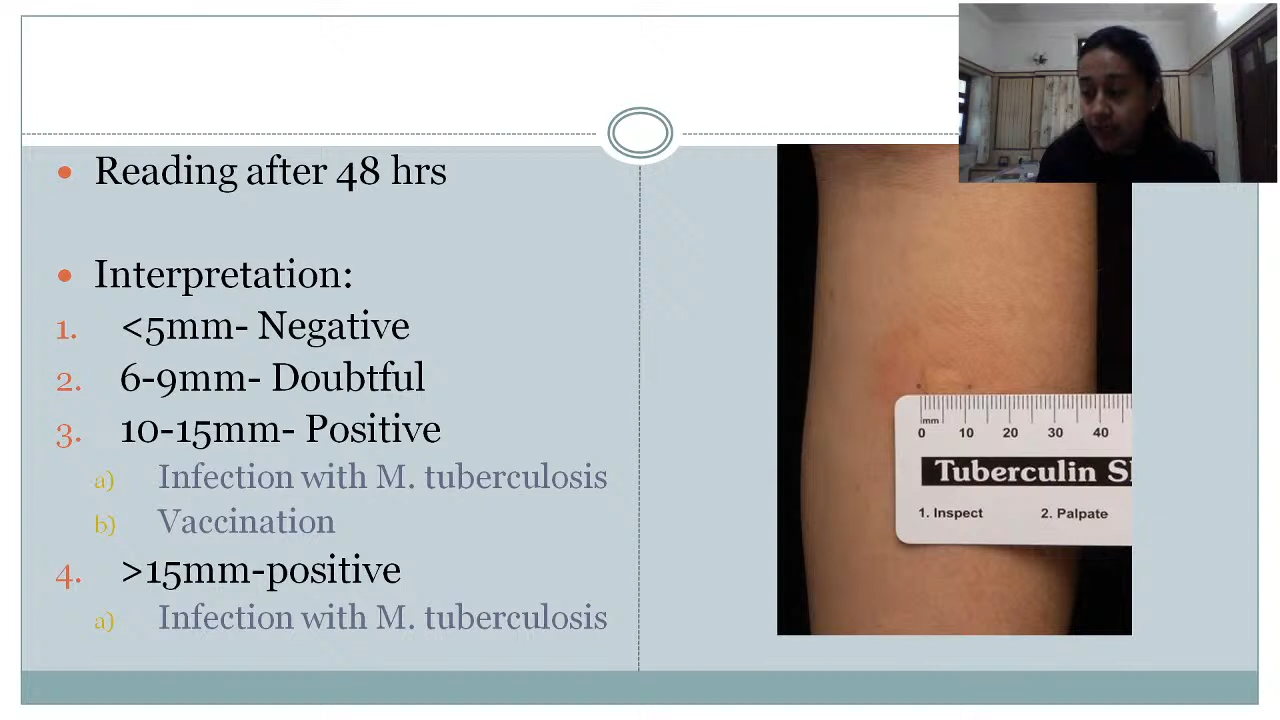 Reading after 48 hrs
Interpretation:
1. <5mm- Negative
2. 6-9mm- Doubtful
3. 10-15mm- Positive
a) Infection with M. tuberculosis
b) Vaccination
4. >15mm-positive
a) Infection with M. tuberculosis
mm
0 10 20 30 40
Tuberculin
1. Inspect 2. Palpate